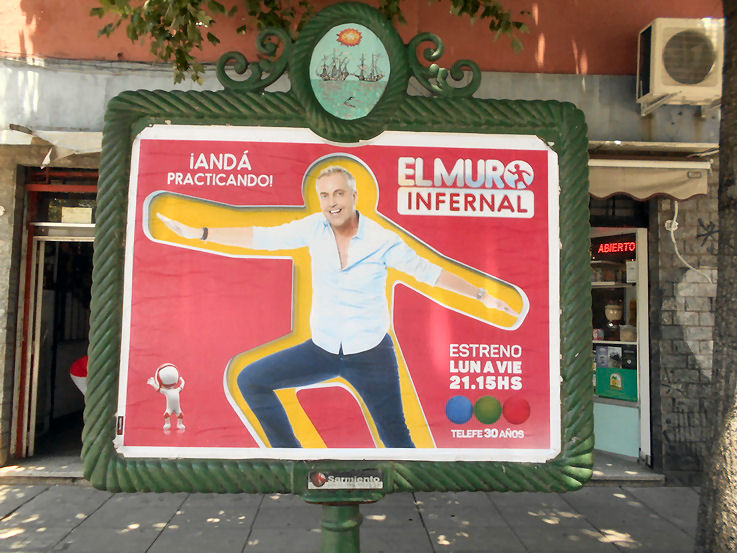 ¡ANDÁ
PRACTICANDO!
EL MURO
INFERNAL
ABIERTO
ESTRENO
LUN A VIE
21.15HS
TELEFE 30 AÑOS
Sarmiento